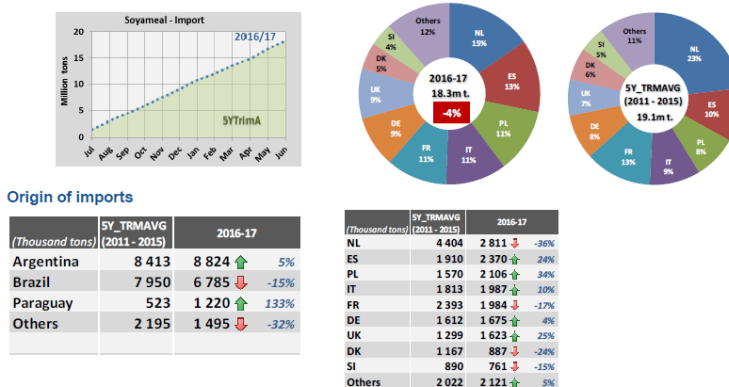 Soyameal - Import
2016/17
Million tons
20
15
10
5
0
5YTrimA
Jul
Aug
Sep
Oct
Nov
Dec
Jan
Feb
Mar
Apr
May
Jun
2016-17
18.3m t.
-4%
NL
15%
ES
13%
PL
11%
IT
11%
FR
11%
DE
9%
UK
9%
DK
5%
SI
4%
Others
12%
5Y_TRMAVG
(2011 - 2015)
19.1m t.
NL
23%
ES
10%
PL
8%
IT
9%
FR
13%
DE
8%
UK
7%
DK
6%
SI
5%
Others
11%
Origin of imports
(Thousand tons) 5Y_TRMAVG (2011 - 2015) 2016-17
Argentina 8 413 8 824 5%
Brazil 7 950 6 785 -15%
Paraguay 523 1 220 133%
Others 2 195 1 495 -32%
(Thousand tons) 5Y_TRMAVG (2011 - 2015) 2016-17
NL 4 404 2 811 -36%
ES 1 910 2 370 24%
PL 1 570 2 106 34%
IT 1 813 1 987 10%
FR 2 393 1 984 -17%
DE 1 612 1 675 4%
UK 1 299 1 623 25%
DK 1 167 887 -24%
SI 890 761 -15%
Others 2 022 2 121 5%